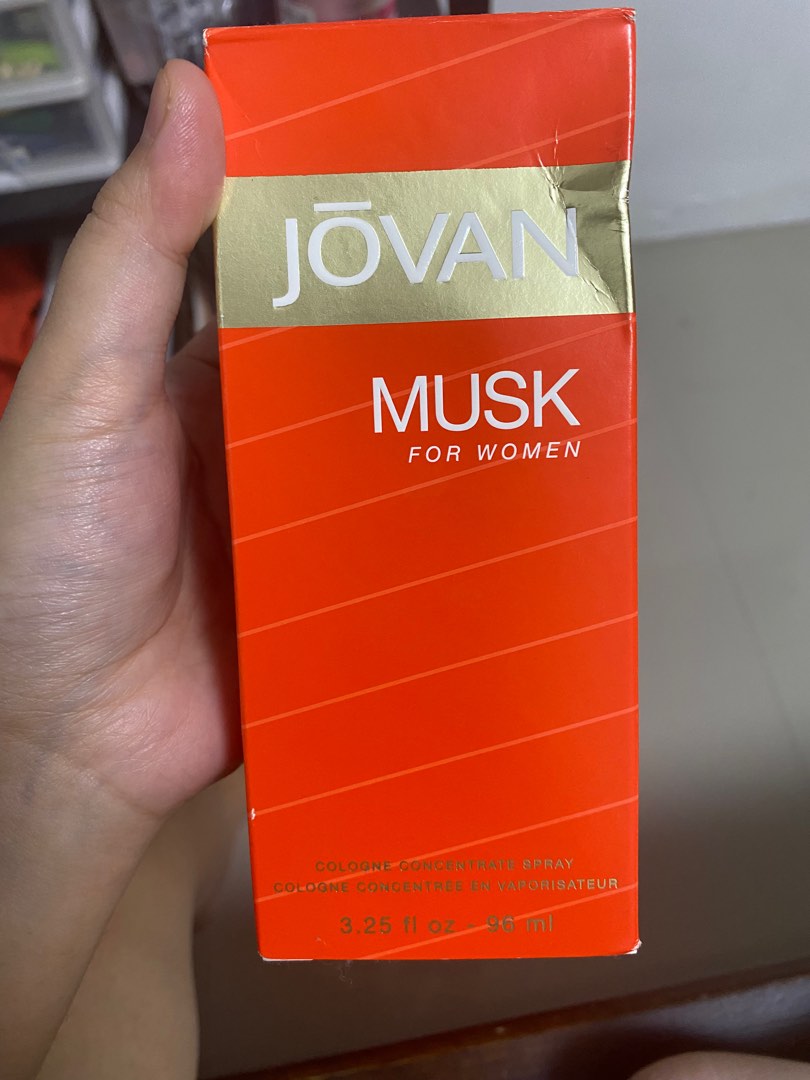 JŌVAN
MUSK
FOR WOMEN
COLOGNE CONCENTRATE SPRAY
COLOGNE CONCENTRÉE EN VAPORISATEUR
3.25 fl oz - 96 ml